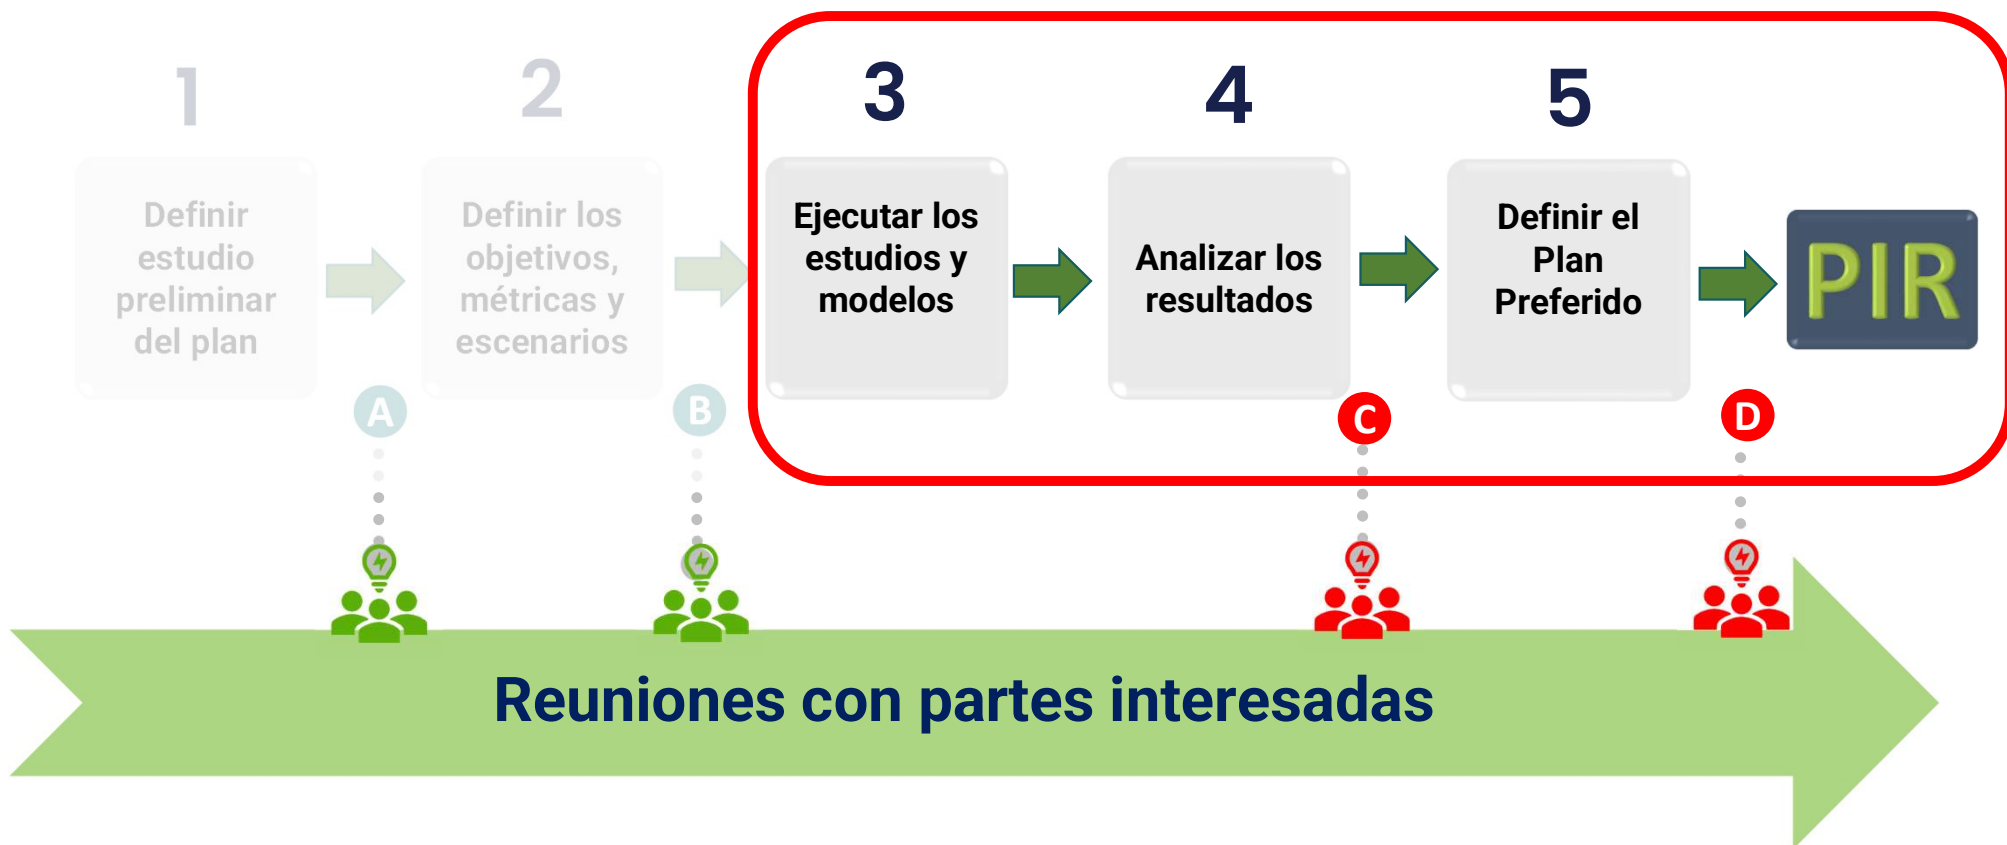 1
Definir
estudio
preliminar
del plan
2
Definir los
objetivos,
métricas y
escenarios
3
Ejecutar los
estudios y
modelos
4
Analizar los
resultados
5
Definir el
Plan
Preferido
PIR
A
B
C
D
Reuniones con partes interesadas